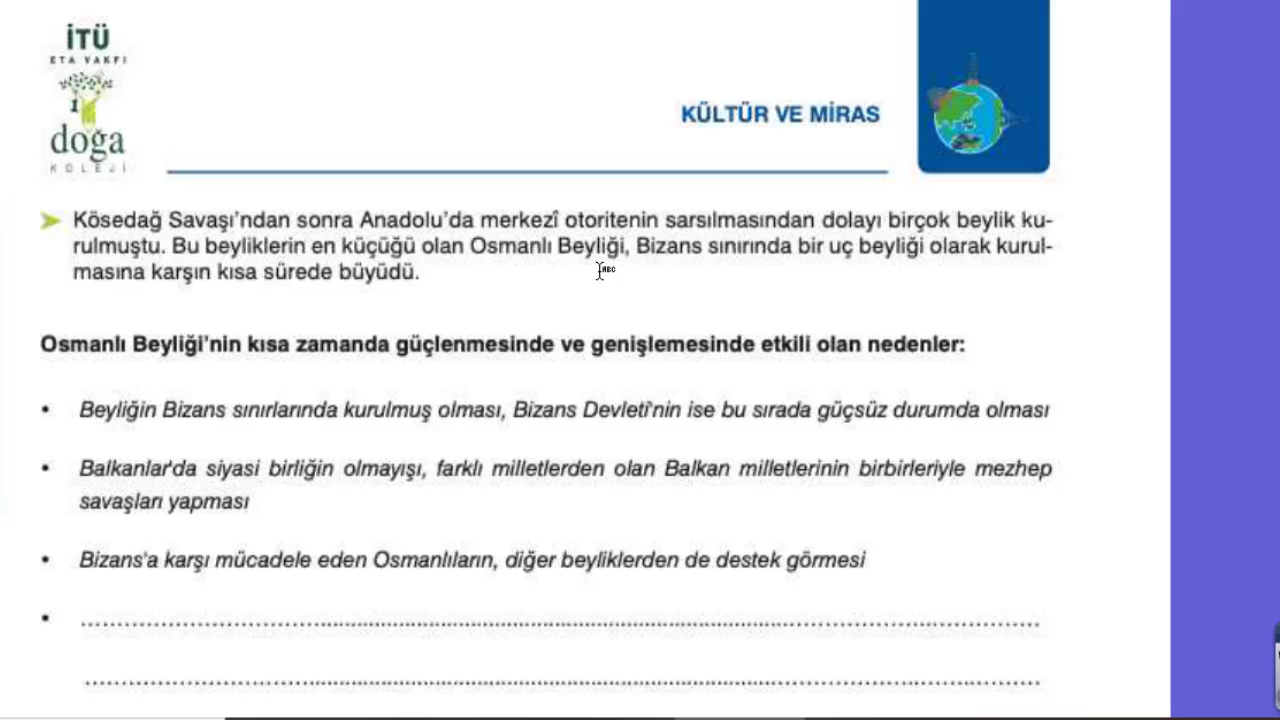 İTÜ
ETA VAKFI
doğa
KOLEJİ
KÜLTÜR VE MİRAS
Kösedağ Savaşı'ndan sonra Anadolu'da merkezî otoritenin sarsılmasından dolayı birçok beylik ku-
rulmuştu. Bu beyliklerin en küçüğü olan Osmanlı Beyliği, Bizans sınırında bir uç beyliği olarak kurul-
masına karşın kısa sürede büyüdü.
ABC
Osmanlı Beyliği'nin kısa zamanda güçlenmesinde ve genişlemesinde etkili olan nedenler:
• Beyliğin Bizans sınırlarında kurulmuş olması, Bizans Devleti'nin ise bu sırada güçsüz durumda olması
• Balkanlar'da siyasi birliğin olmayışı, farklı milletlerden olan Balkan milletlerinin birbirleriyle mezhep
savaşları yapması
• Bizans'a karşı mücadele eden Osmanlıların, diğer beyliklerden de destek görmesi